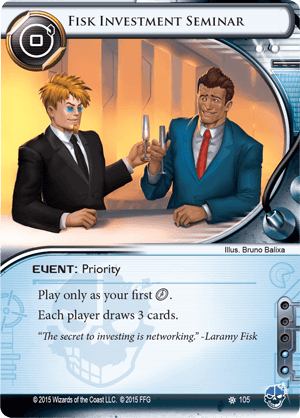 FISK INVESTMENT SEMINAR
Illus. Bruno Balixa
EVENT: Priority
Play only as your first .
Each player draws 3 cards.
“The secret to investing is networking.” -Laramy Fisk
© 2015 Wizards of the Coast LLC. © 2015 FFG
105